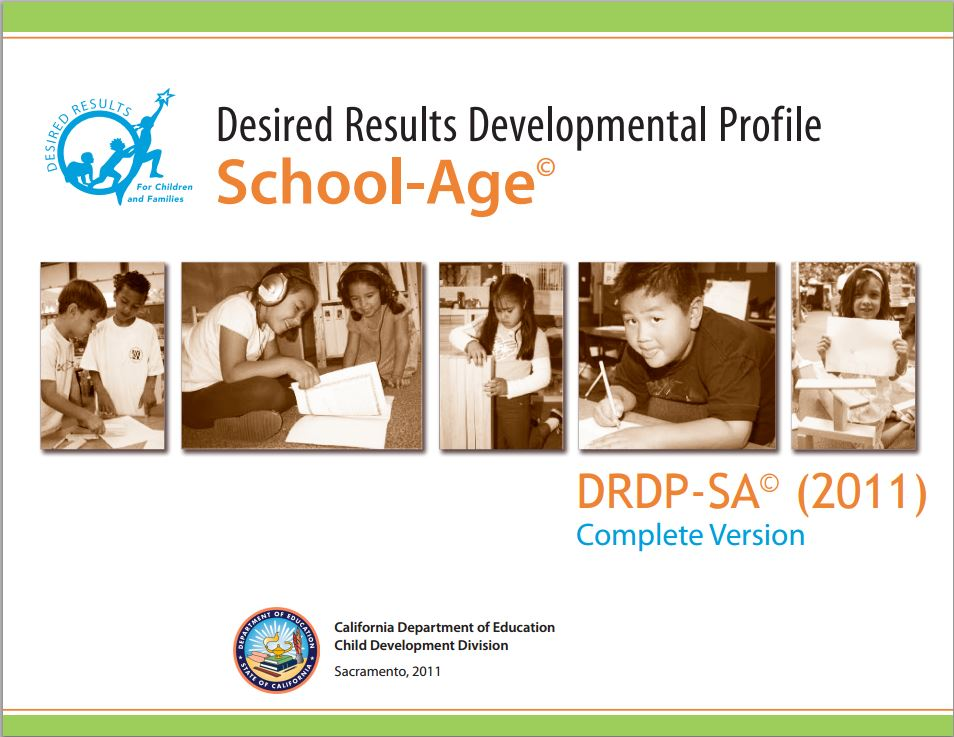 DESIRED RESULTS
For Children
and Families
Desired Results Developmental Profile
School-Age©
DRDP-SA© (2011)
Complete Version
DEPARTMENT OF EDUCATION
STATE OF CALIFORNIA
California Department of Education
Child Development Division
Sacramento, 2011